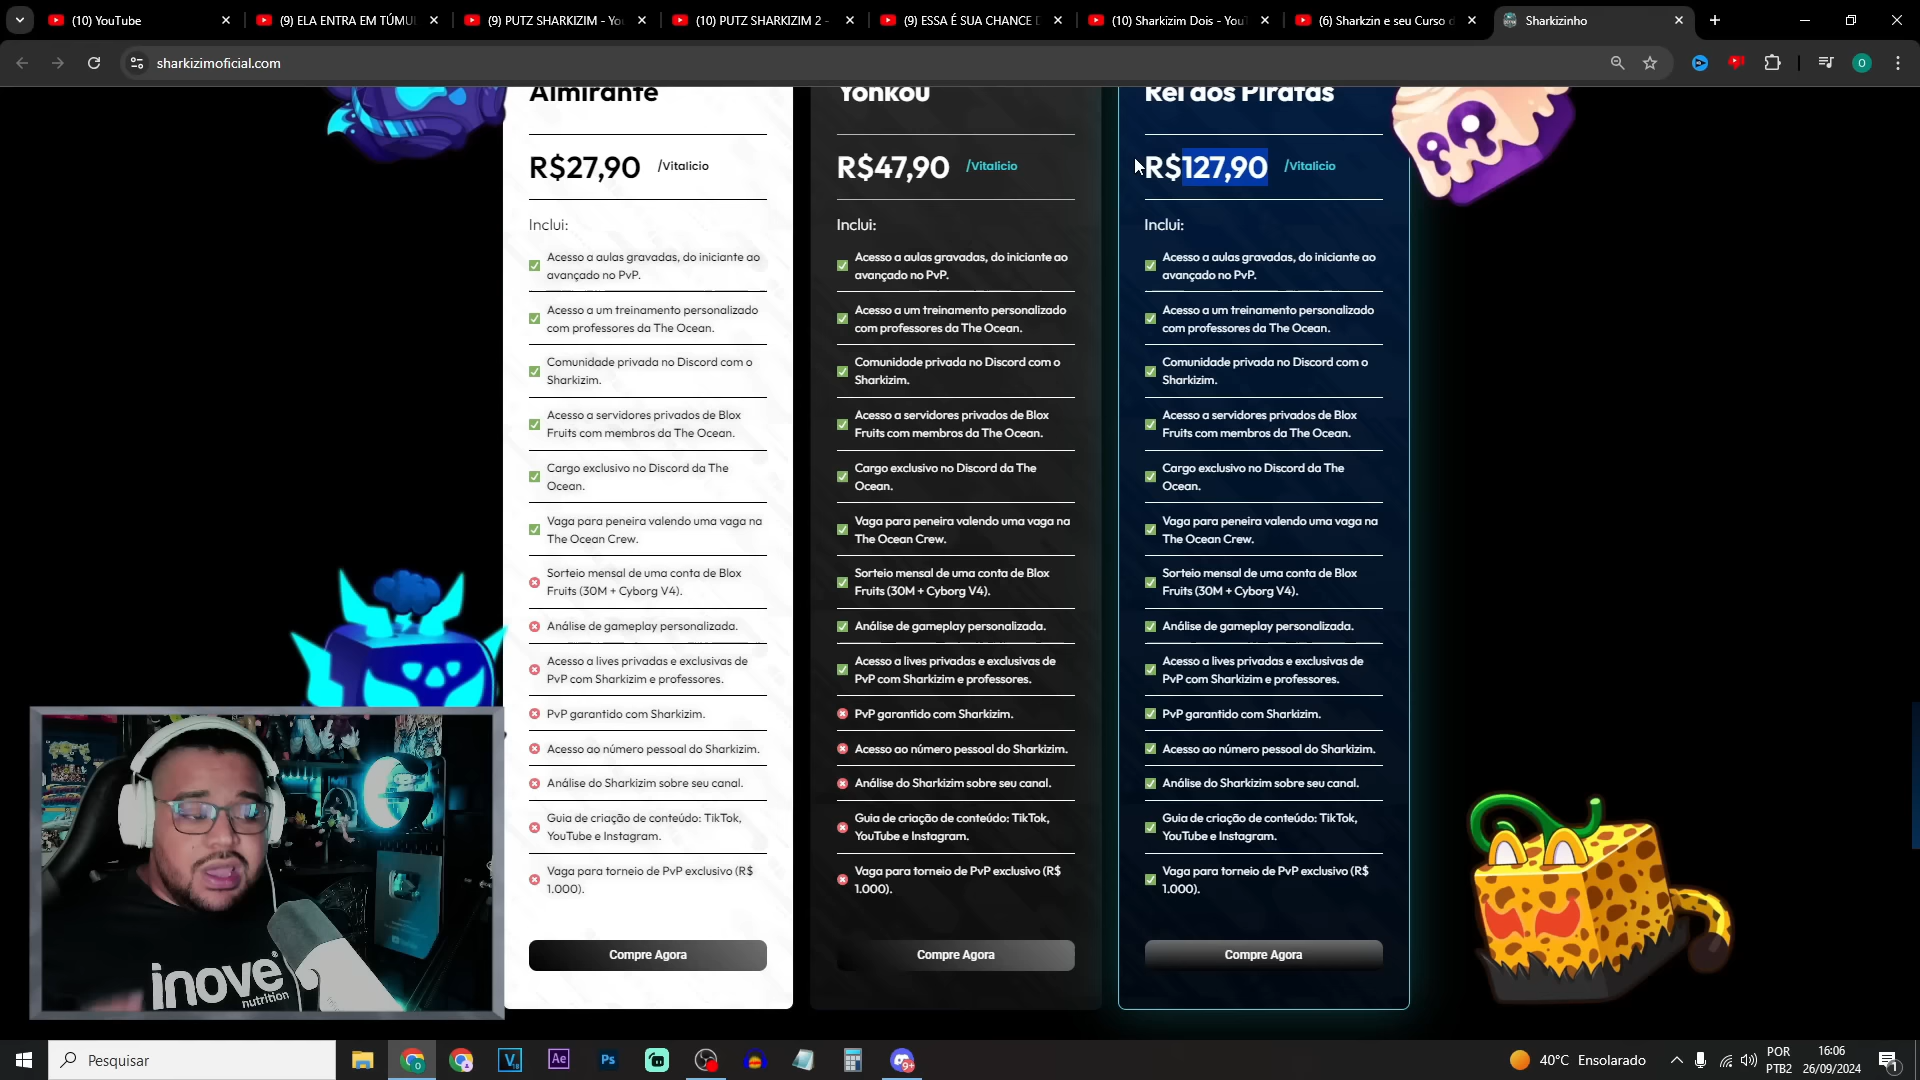 (10) YouTube
(9) ELA ENTRA EM TÚMU
(9) PUTZ SHARKIZIM - Yo
(10) PUTZ SHARKIZIM 2 -
(9) ESSA É SUA CHANCE D
(10) Sharkizim Dois - You
(6) Sharkzin e seu Curso d
Sharkizinho
sharkizimoficial.com
O
Almirante
R$27,90 /Vitalicio
Inclui:
Acesso a aulas gravadas, do iniciante ao
avançado no PvP.
Acesso a um treinamento personalizado
com professores da The Ocean.
Comunidade privada no Discord com o
Sharkizim.
Acesso a servidores privados de Blox
Fruits com membros da The Ocean.
Cargo exclusivo no Discord da The
Ocean.
Vaga para peneira valendo uma vaga na
The Ocean Crew.
Sorteio mensal de uma conta de Blox
Fruits (30M + Cyborg V4).
Análise de gameplay personalizada.
Acesso a lives privadas e exclusivas de
PvP com Sharkizim e professores.
PvP garantido com Sharkizim.
Acesso ao número pessoal do Sharkizim.
Análise do Sharkizim sobre seu canal.
Guia de criação de conteúdo: TikTok,
YouTube e Instagram.
Vaga para torneio de PvP exclusivo (R$
1.000).
Compre Agora
Yonkou
R$47,90 /Vitalicio
Inclui:
Acesso a aulas gravadas, do iniciante ao
avançado no PvP.
Acesso a um treinamento personalizado
com professores da The Ocean.
Comunidade privada no Discord com o
Sharkizim.
Acesso a servidores privados de Blox
Fruits com membros da The Ocean.
Cargo exclusivo no Discord da The
Ocean.
Vaga para peneira valendo uma vaga na
The Ocean Crew.
Sorteio mensal de uma conta de Blox
Fruits (30M + Cyborg V4).
Análise de gameplay personalizada.
Acesso a lives privadas e exclusivas de
PvP com Sharkizim e professores.
PvP garantido com Sharkizim.
Acesso ao número pessoal do Sharkizim.
Análise do Sharkizim sobre seu canal.
Guia de criação de conteúdo: TikTok,
YouTube e Instagram.
Vaga para torneio de PvP exclusivo (R$
1.000).
Compre Agora
Rei dos Piratas
R$127,90 /Vitalicio
Inclui:
Acesso a aulas gravadas, do iniciante ao
avançado no PvP.
Acesso a um treinamento personalizado
com professores da The Ocean.
Comunidade privada no Discord com o
Sharkizim.
Acesso a servidores privados de Blox
Fruits com membros da The Ocean.
Cargo exclusivo no Discord da The
Ocean.
Vaga para peneira valendo uma vaga na
The Ocean Crew.
Sorteio mensal de uma conta de Blox
Fruits (30M + Cyborg V4).
Análise de gameplay personalizada.
Acesso a lives privadas e exclusivas de
PvP com Sharkizim e professores.
PvP garantido com Sharkizim.
Acesso ao número pessoal do Sharkizim.
Análise do Sharkizim sobre seu canal.
Guia de criação de conteúdo: TikTok,
YouTube e Instagram.
Vaga para torneio de PvP exclusivo (R$
1.000).
Compre Agora
G
inove
nutrition
Pesquisar
Ae
Ps
9+
40°C Ensolarado
POR
PTB2
16:06
26/09/2024
1